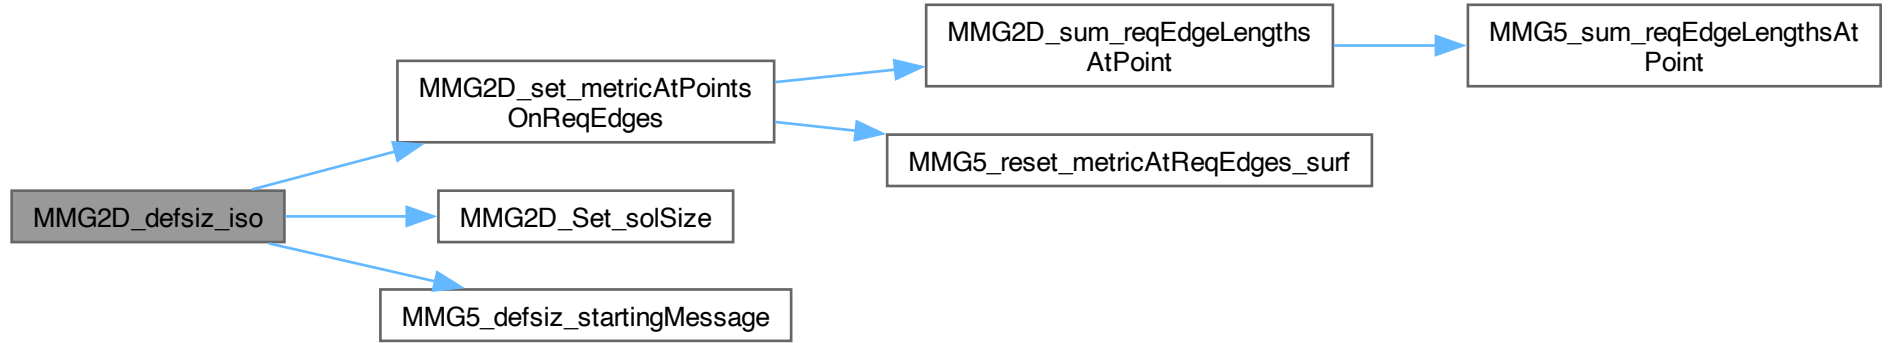 MMG2D_defsiz_iso
MMG2D_set_metricAtPoints
OnReqEdges
MMG2D_sum_reqEdgeLengths
AtPoint
MMG5_sum_reqEdgeLengthsAt
Point
MMG5_reset_metricAtReqEdges_surf
MMG2D_Set_solSize
MMG5_defsiz_startingMessage